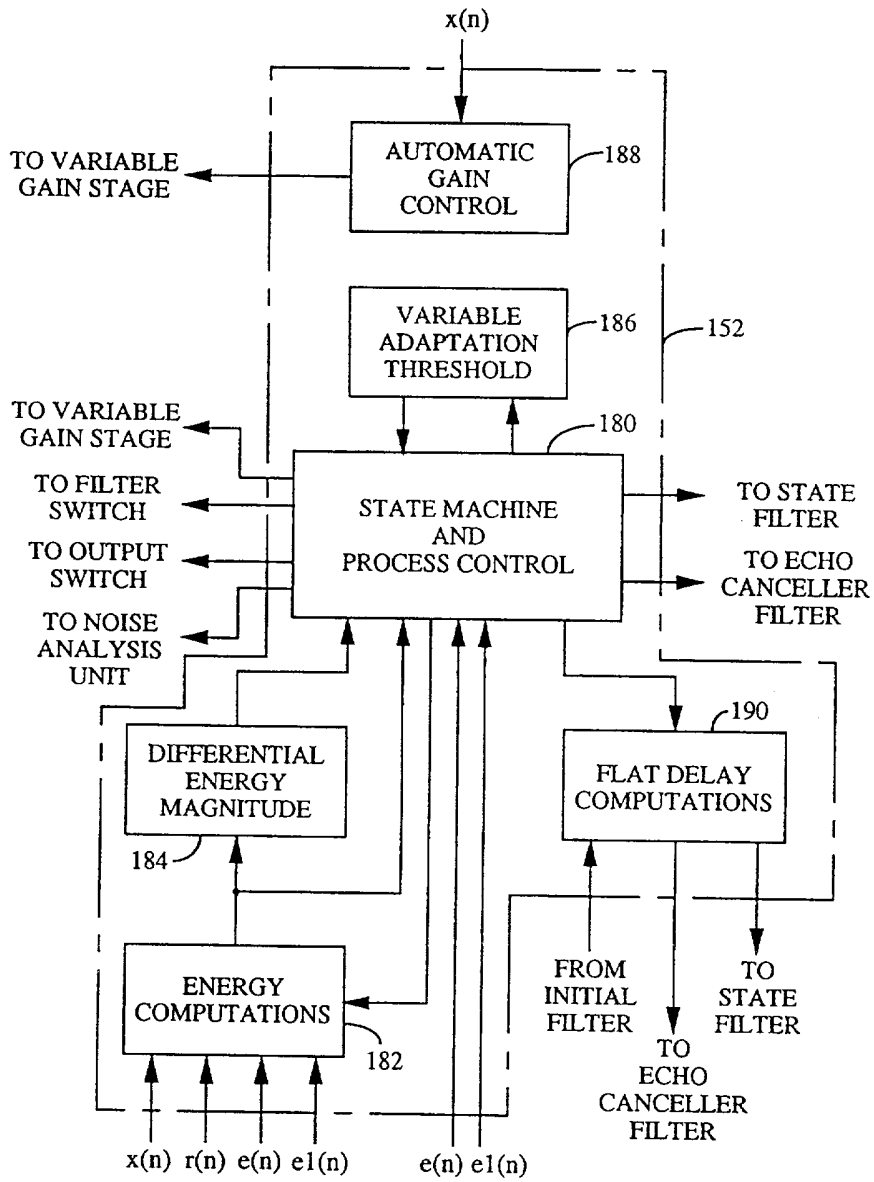 x(n)
AUTOMATIC
GAIN
CONTROL
188
TO VARIABLE
GAIN STAGE
VARIABLE
ADAPTATION
THRESHOLD
186
152
TO VARIABLE
GAIN STAGE
180
TO FILTER
SWITCH
STATE MACHINE
AND
PROCESS CONTROL
TO STATE
FILTER
TO OUTPUT
SWITCH
TO ECHO
CANCELLER
FILTER
TO NOISE
ANALYSIS
UNIT
190
DIFFERENTIAL
ENERGY
MAGNITUDE
184
FLAT DELAY
COMPUTATIONS
ENERGY
COMPUTATIONS
182
FROM
INITIAL
FILTER
TO
STATE
FILTER
TO
ECHO
CANCELLER
FILTER
x(n) r(n) e(n) e1(n)
e(n) e1(n)